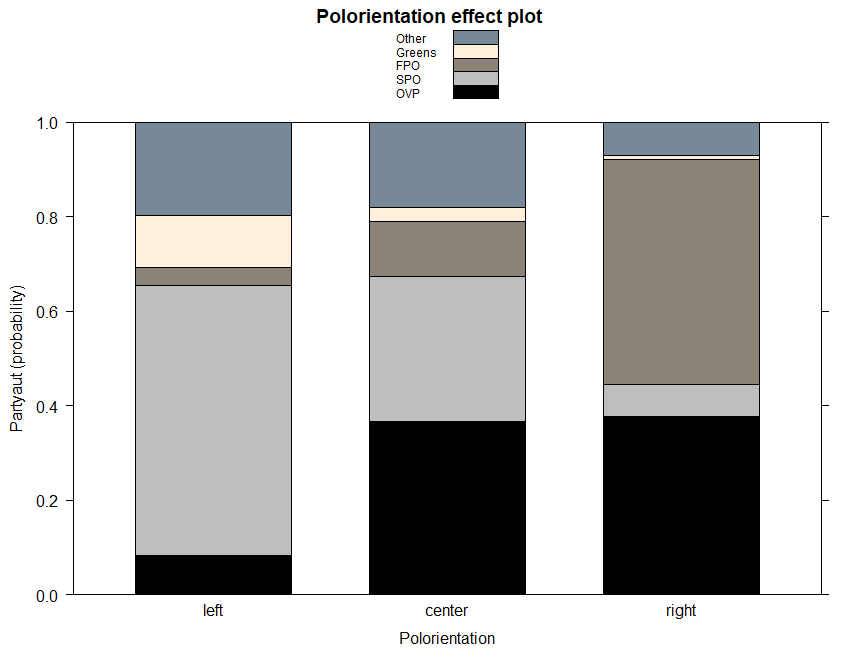 Polorientation effect plot
Other
Greens
FPO
SPO
OVP
1.0
0.8
0.6
0.4
0.2
0.0
Partyaut (probability)
left center right
Polorientation